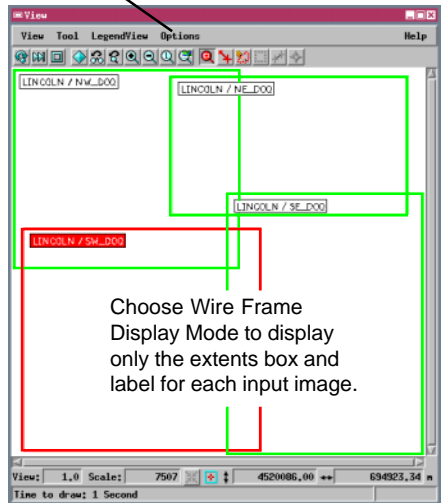 View
View Tool LegendView Options Help
LINCOLN / NW_DOQ
LINCOLN / NE_DOQ
LINCOLN / SE_DOQ
LINCOLN / SW_DOQ
Choose Wire Frame
Display Mode to display
only the extents box and
label for each input image.
View: 1.0 Scale: 7507 4520086.00 694923.34 m
Time to draw: 1 Second